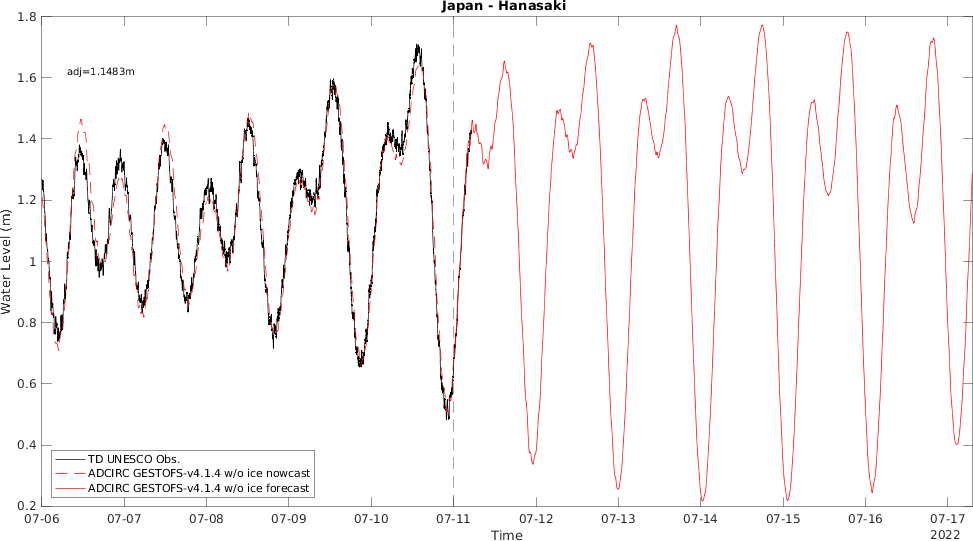 Japan - Hanasaki
1.8
1.6
1.4
1.2
1
0.8
0.6
0.4
0.2
Water Level (m)
adj=1.1483m
TD UNESCO Obs.
ADCIRC GESTOFS-v4.1.4 w/o ice nowcast
ADCIRC GESTOFS-v4.1.4 w/o ice forecast
07-06 07-07 07-08 07-09 07-10 07-11 07-12 07-13 07-14 07-15 07-16 07-17
2022
Time